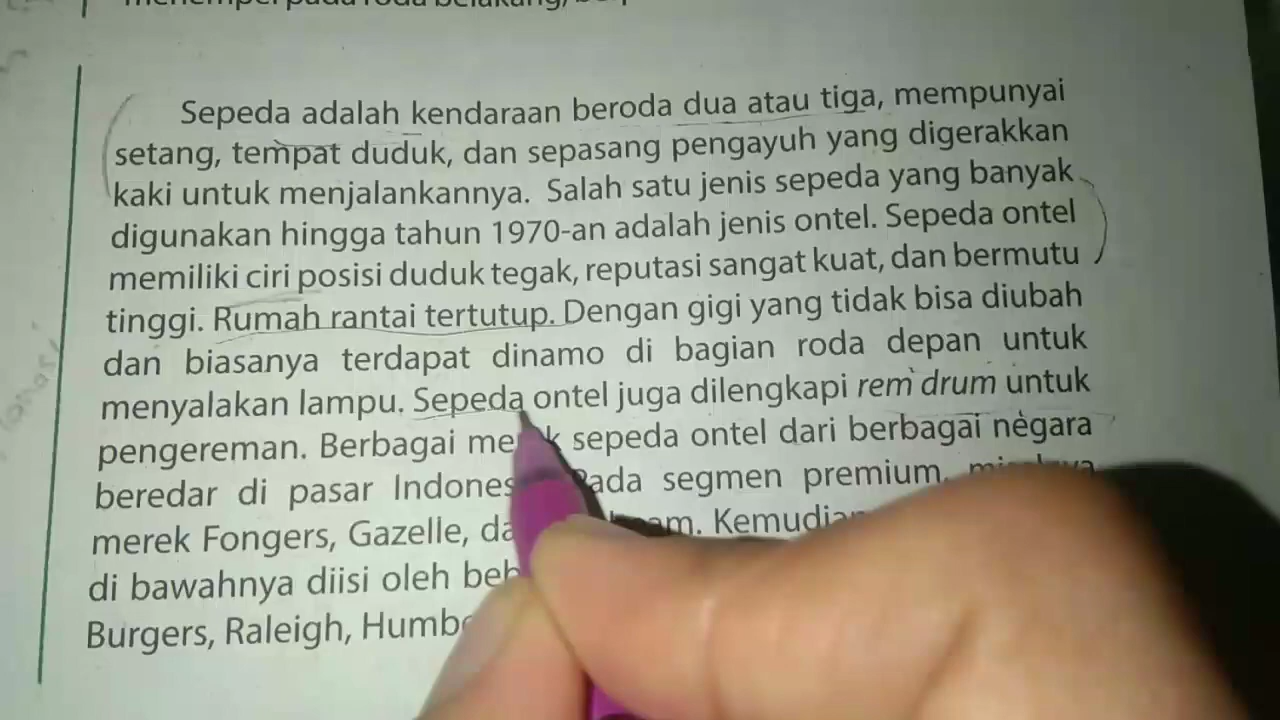 pada roda belakang,
Sepeda adalah kendaraan beroda dua atau tiga, mempunyai
setang, tempat duduk, dan sepasang pengayuh yang digerakkan
kaki untuk menjalankannya. Salah satu jenis sepeda yang banyak
digunakan hingga tahun 1970-an adalah jenis ontel. Sepeda ontel
memiliki ciri posisi duduk tegak, reputasi sangat kuat, dan bermutu
tinggi. Rumah rantai tertutup. Dengan gigi yang tidak bisa diubah
dan biasanya terdapat dinamo di bagian roda depan untuk
menyalakan lampu. Sepeda ontel juga dilengkapi rem drum untuk
pengereman. Berbagai sepeda ontel dari berbagai negara
beredar di pasar segmen premium,
merek Fongers, Gazelle, Kemudian
di bawahnya diisi oleh
Burgers, Raleigh,